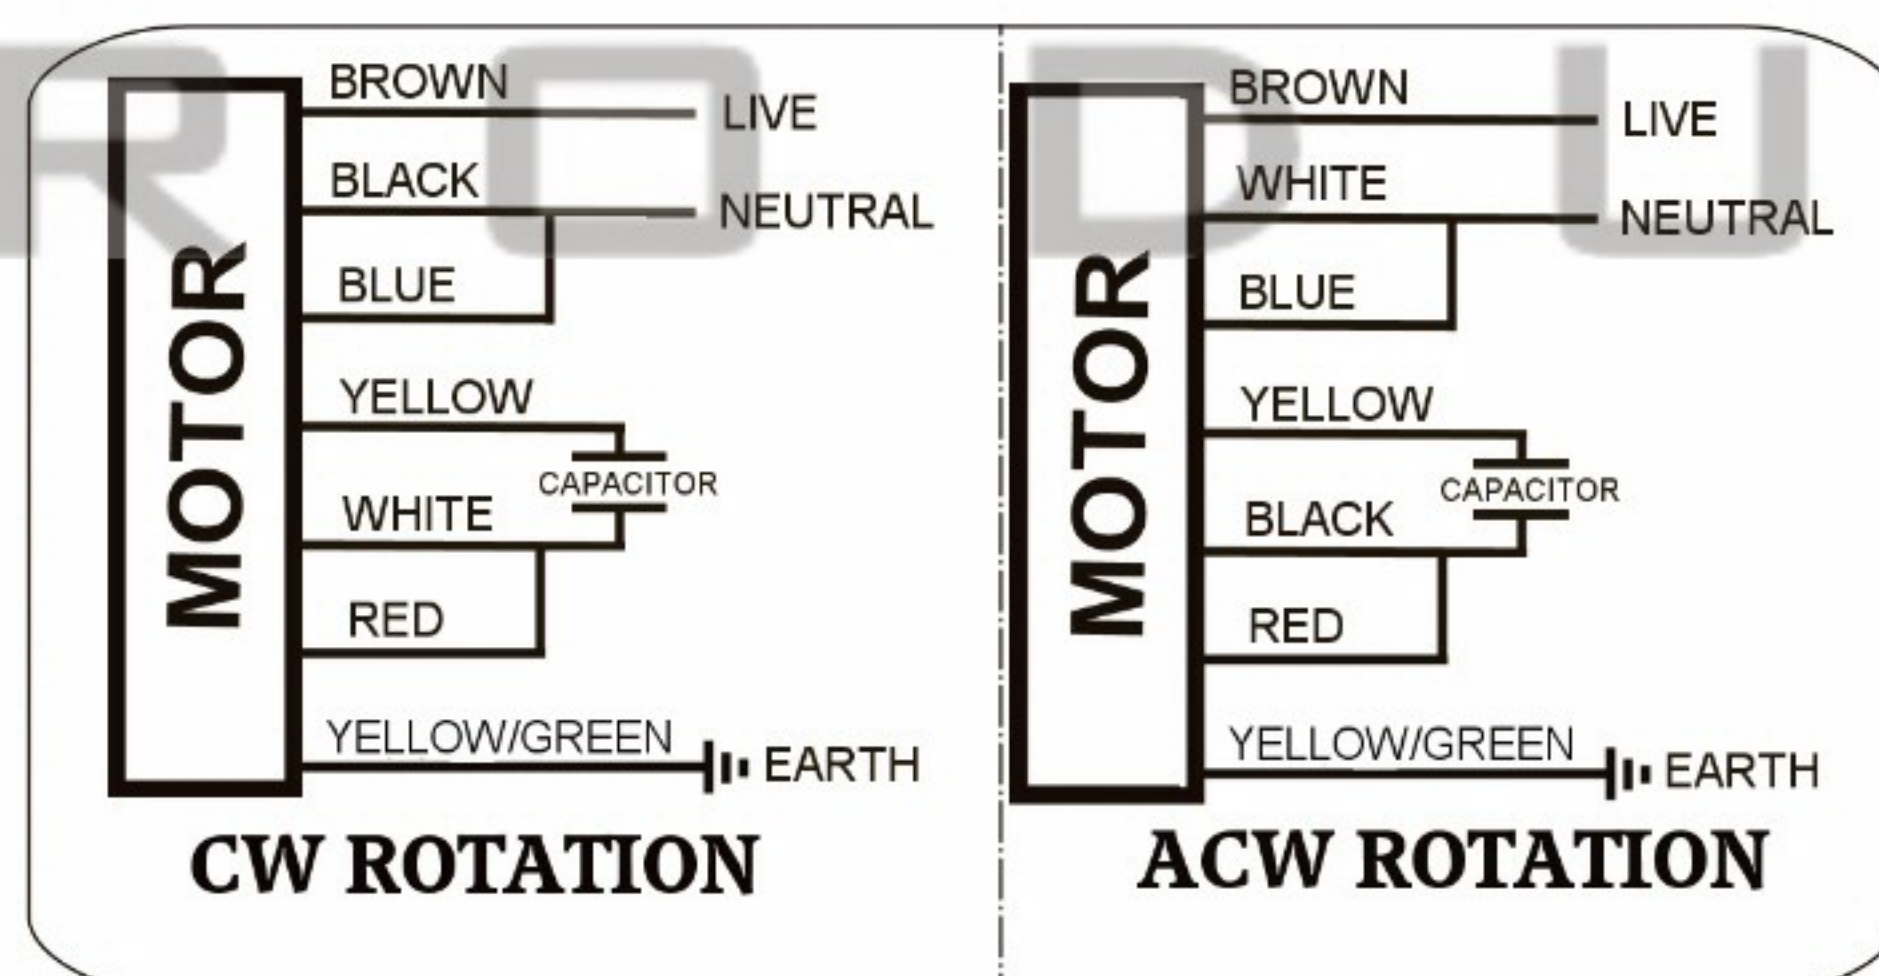 R O D U
BROWN
LIVE
BLACK
NEUTRAL
BLUE
YELLOW
CAPACITOR
WHITE
RED
YELLOW/GREEN
EARTH
MOTOR
CW ROTATION
BROWN
LIVE
WHITE
NEUTRAL
BLUE
YELLOW
CAPACITOR
BLACK
RED
YELLOW/GREEN
EARTH
MOTOR
ACW ROTATION